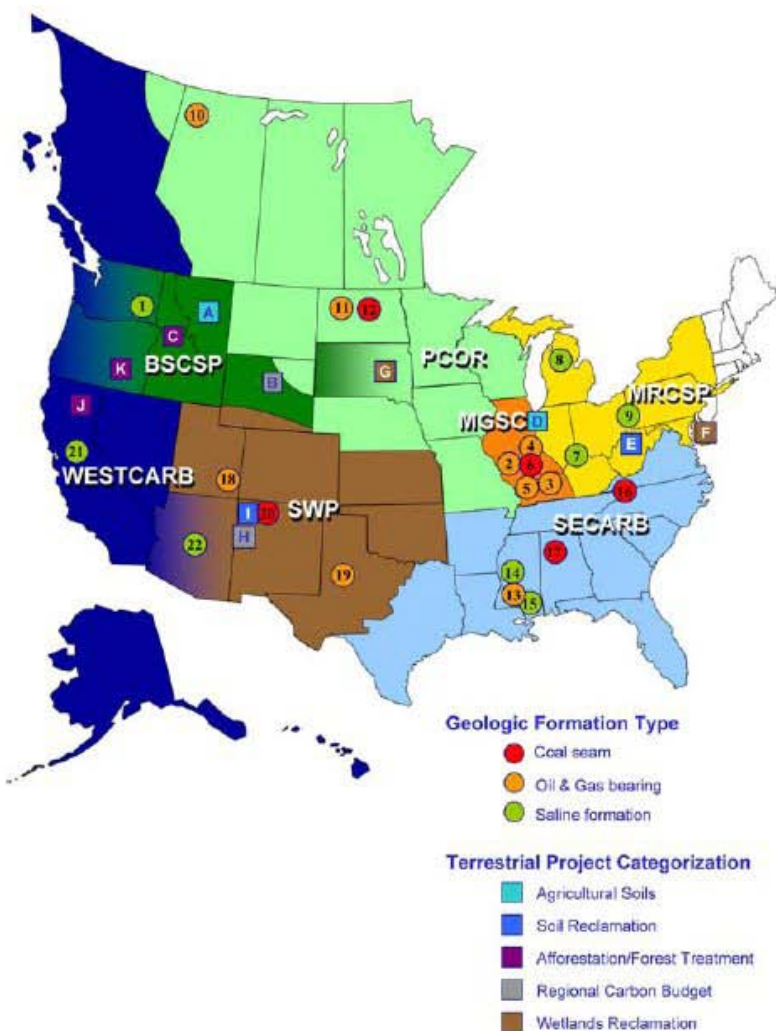 10
1
A
11
12
C
BSCSP
PCOR
K
B
G
8
MRCSP
J
MGSC
D
9
F
E
4
21
WESTCARB
2
6
7
18
5
3
16
I
20
SWP
SECARB
H
22
17
19
14
13
15
Geologic Formation Type
Coal seam
Oil & Gas bearing
Saline formation
Terrestrial Project Categorization
Agricultural Soils
Soil Reclamation
Afforestation/Forest Treatment
Regional Carbon Budget
Wetlands Reclamation